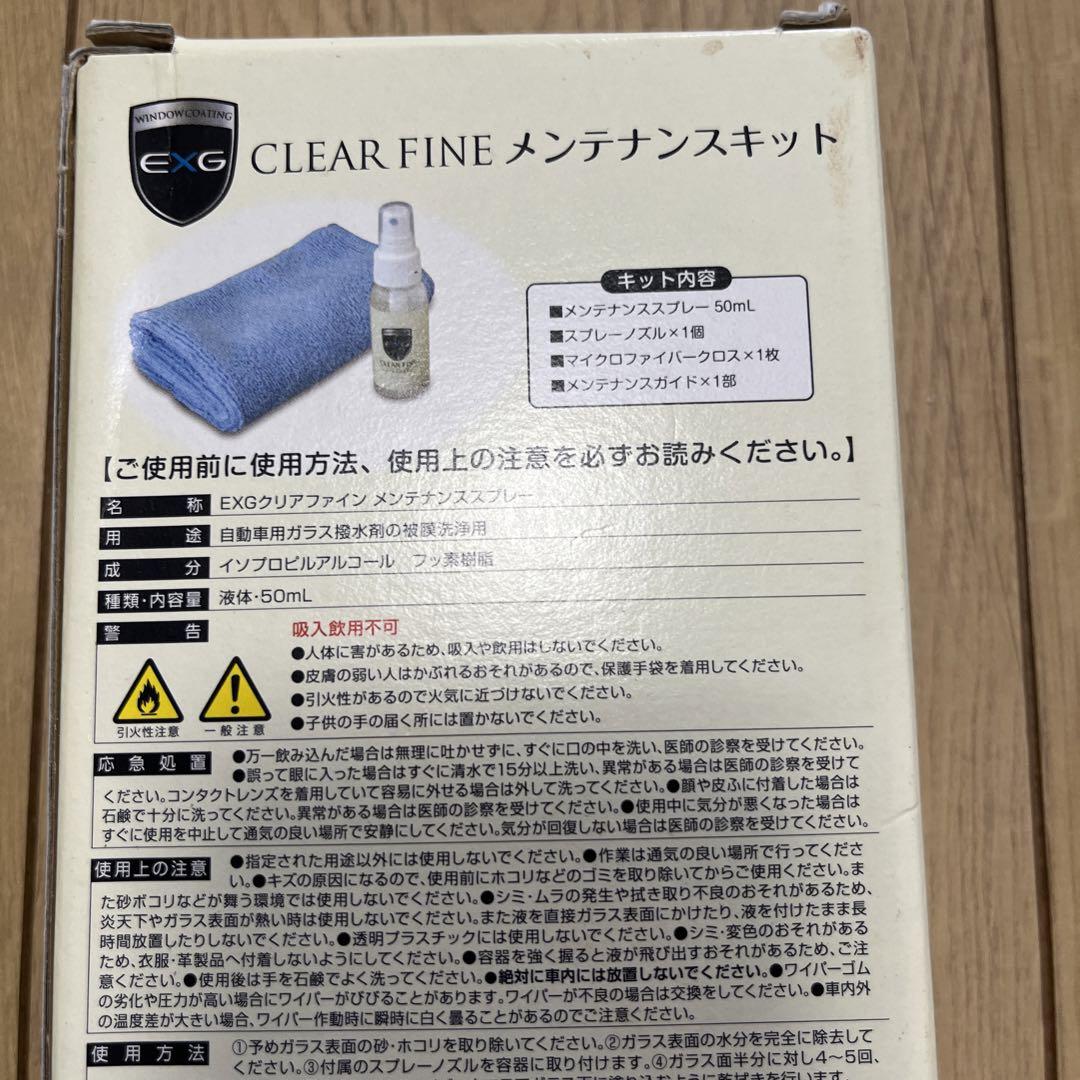 WINDOW COATING
EXG
CLEAR FINE メンテナンスキット
CLEAR FINE
キット内容
■メンテナンススプレー 50mL
■スプレーノズル×1個
■マイクロファイバークロス×1枚
■メンテナンスガイド×1部
【ご使用前に使用方法、使用上の注意を必ずお読みください。】
名称 EXGクリアファイン メンテナンススプレー
用途 自動車用ガラス撥水剤の被膜洗浄用
成分 イソプロピルアルコール フッ素樹脂
種類・内容量 液体・50mL
警告 吸入飲用不可
●人体に害があるため、吸入や飲用はしないでください。
●皮膚の弱い人はかぶれるおそれがあるので、保護手袋を着用してください。
●引火性があるので火気に近づけないでください。
●子供の手の届く所には置かないでください。
引火性注意 一般注意
応急処置 ●万一飲み込んだ場合は無理に吐かせずに、すぐに口の中を洗い、医師の診察を受けてください。
●誤って眼に入った場合はすぐに清水で15分以上洗い、異常がある場合は医師の診察を受けて
ください。コンタクトレンズを着用していて容易に外せる場合は外して洗ってください。●顔や皮ふに付着した場合は
石鹸で十分に洗ってください。異常がある場合は医師の診察を受けてください。●使用中に気分が悪くなった場合は
すぐに使用を中止して通気の良い場所で安静にしてください。気分が回復しない場合は医師の診察を受けてください。
使用上の注意 ●指定された用途以外には使用しないでください。●作業は通気の良い場所で行ってくださ
い。●キズの原因になるので、使用前にホコリなどのゴミを取り除いてからご使用ください。ま
た砂ボコリなどが舞う環境では使用しないでください。●シミ・ムラの発生や拭き取り不良のおそれがあるため、
炎天下やガラス表面が熱い時は使用しないでください。また液を直接ガラス表面にかけたり、液を付けたまま長
時間放置したりしないでください。●透明プラスチックには使用しないでください。●シミ・変色のおそれがある
ため、衣服・革製品へ付着しないようにしてください。●容器を強く握ると液が飛び出すおそれがあるため、ご注
意ください。●使用後は手を石鹸でよく洗ってください。●絶対に車内には放置しないでください。●ワイパーゴム
の劣化や圧力が高い場合にワイパーがびびることがあります。ワイパーが不良の場合は交換をしてください。●車内外
の温度差が大きい場合、ワイパー作動時に瞬時に白く曇ることがあるのでご注意ください。
使用方法 ①予めガラス表面の砂・ホコリを取り除いてください。②ガラス表面の水分を完全に除去して
ください。③付属のスプレーノズルを容器に取り付けます。④ガラス面半分に対し4〜5回、